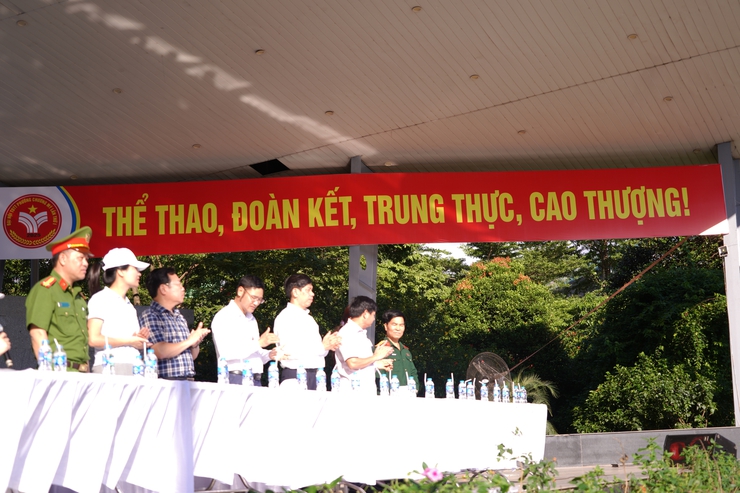 THỂ THAO, ĐOÀN KẾT, TRUNG THỰC, CAO THƯỢNG!